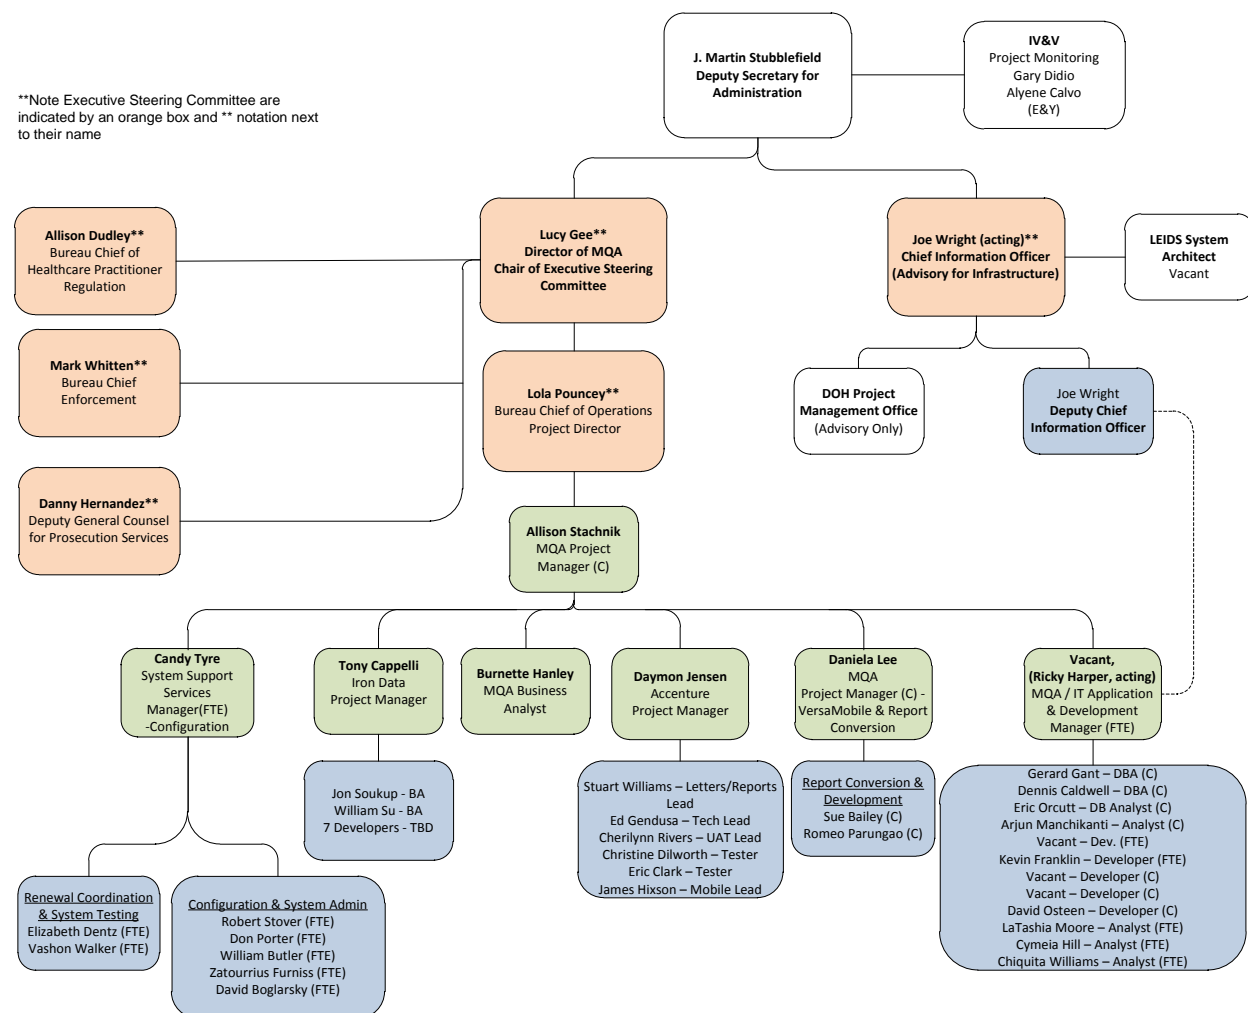 J. Martin Stubblefield
Deputy Secretary for
Administration
IV&V
Project Monitoring
Gary Didio
Alyene Calvo
(E&Y)
**Note Executive Steering Committee are
indicated by an orange box and ** notation next
to their name
Allison Dudley**
Bureau Chief of
Healthcare Practitioner
Regulation
Lucy Gee**
Director of MQA
Chair of Executive Steering
Committee
Joe Wright (acting)**
Chief Information Officer
(Advisory for Infrastructure)
LEIDS System
Architect
Vacant
Mark Whitten**
Bureau Chief
Enforcement
Lola Pouncey**
Bureau Chief of Operations
Project Director
DOH Project
Management Office
(Advisory Only)
Joe Wright
Deputy Chief
Information Officer
Danny Hernandez**
Deputy General Counsel
for Prosecution Services
Allison Stachnik
MQA Project
Manager (C)
Candy Tyre
System Support
Services
Manager(FTE)
-Configuration
Tony Cappelli
Iron Data
Project Manager
Burnette Hanley
MQA Business
Analyst
Daymon Jensen
Accenture
Project Manager
Daniela Lee
MQA
Project Manager (C) -
VersaMobile & Report
Conversion
Vacant,
(Ricky Harper, acting)
MQA / IT Application
& Development
Manager (FTE)
Jon Soukup - BA
William Su - BA
7 Developers - TBD
Stuart Williams – Letters/Reports
Lead
Ed Gendusa – Tech Lead
Cherilynn Rivers – UAT Lead
Christine Dilworth – Tester
Eric Clark – Tester
James Hixson – Mobile Lead
Report Conversion &
Development
Sue Bailey (C)
Romeo Parungao (C)
Gerard Gant – DBA (C)
Dennis Caldwell – DBA (C)
Eric Orcutt – DB Analyst (C)
Arjun Manchikanti – Analyst (C)
Vacant – Dev. (FTE)
Kevin Franklin – Developer (FTE)
Vacant – Developer (C)
Vacant – Developer (C)
David Osteen – Developer (C)
LaTashia Moore – Analyst (FTE)
Cymeia Hill – Analyst (FTE)
Chiquita Williams – Analyst (FTE)
Renewal Coordination
& System Testing
Elizabeth Dentz (FTE)
Vashon Walker (FTE)
Configuration & System Admin
Robert Stover (FTE)
Don Porter (FTE)
William Butler (FTE)
Zatourrius Furniss (FTE)
David Boglarsky (FTE)